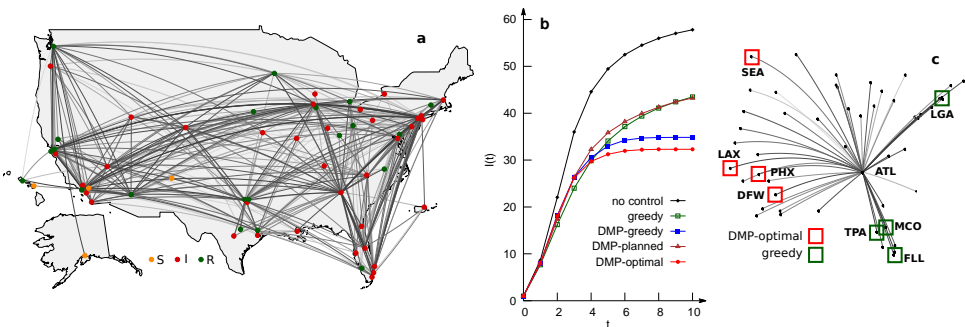 a
S I R
b
60
50
40
30
20
10
0
I(t)
no control
greedy
DMP-greedy
DMP-planned
DMP-optimal
0 2 4 6 8 10
t
c
SEA
LGA
LAX
PHX
ATL
DFW
TPA
MCO
FLL
DMP-optimal
greedy